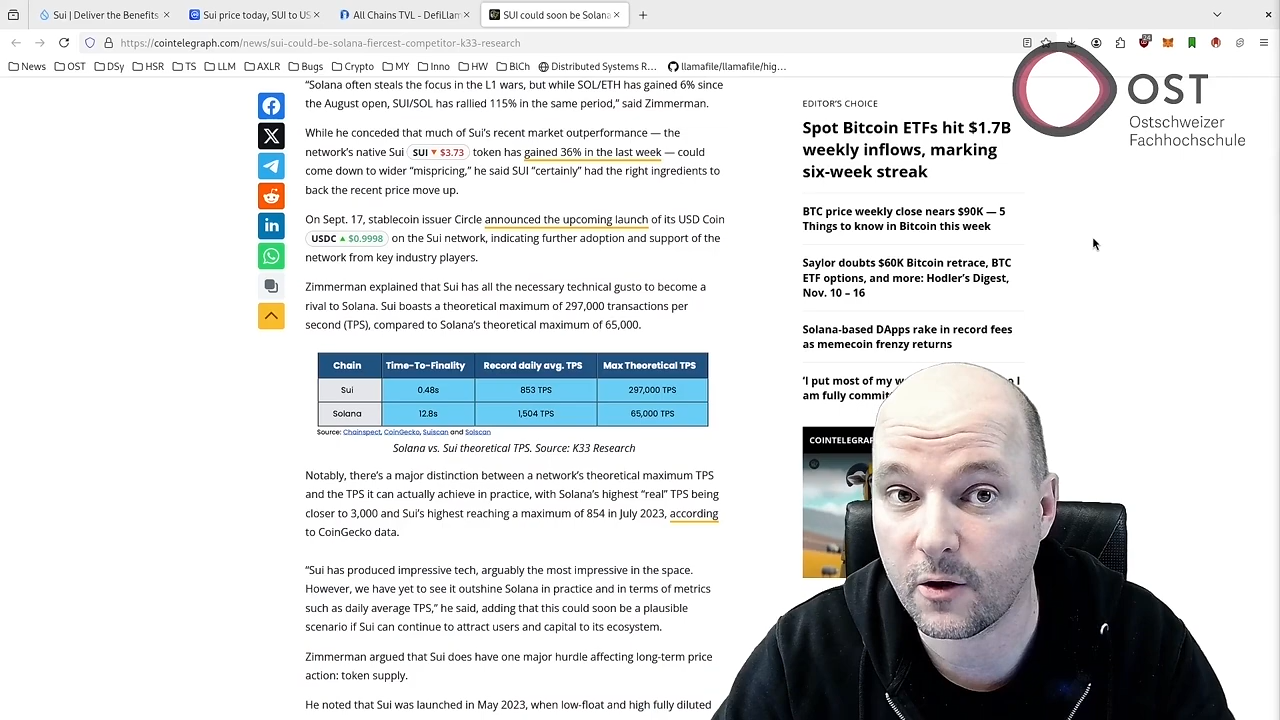 Sui | Deliver the Benefits
Sui price today, SUI to US
All Chains TVL - DefiLlam
SUI could soon be Solana
https://cointelegraph.com/news/sui-could-be-solana-fiercest-competitor-k33-research
News OST DSy HSR TS LLM AXLR Bugs Crypto MY Inno HW BlCh Distributed Systems R… llamafile/llamafile/hig…
“Solana often steals the focus in the L1 wars, but while SOL/ETH has gained 6% since
the August open, SUI/SOL has rallied 115% in the same period,” said Zimmerman.
While he conceded that much of Sui’s recent market outperformance — the
network’s native Sui SUI ▼ $3.73 token has gained 36% in the last week — could
come down to wider “mispricing,” he said SUI “certainly” had the right ingredients to
back the recent price move up.
On Sept. 17, stablecoin issuer Circle announced the upcoming launch of its USD Coin
USDC ▲ $0.9998 on the Sui network, indicating further adoption and support of the
network from key industry players.
Zimmerman explained that Sui has all the necessary technical gusto to become a
rival to Solana. Sui boasts a theoretical maximum of 297,000 transactions per
second (TPS), compared to Solana’s theoretical maximum of 65,000.
Chain Time-To-Finality Record daily avg. TPS Max Theoretical TPS
Sui 0.48s 853 TPS 297,000 TPS
Solana 12.8s 1,504 TPS 65,000 TPS
Source: Chainspect, CoinGecko, Suiscan and Solscan
Solana vs. Sui theoretical TPS. Source: K33 Research
Notably, there’s a major distinction between a network’s theoretical maximum TPS
and the TPS it can actually achieve in practice, with Solana’s highest “real” TPS being
closer to 3,000 and Sui’s highest reaching a maximum of 854 in July 2023, according
to CoinGecko data.
“Sui has produced impressive tech, arguably the most impressive in the space.
However, we have yet to see it outshine Solana in practice and in terms of metrics
such as daily average TPS,” he said, adding that this could soon be a plausible
scenario if Sui can continue to attract users and capital to its ecosystem.
Zimmerman argued that Sui does have one major hurdle affecting long-term price
action: token supply.
He noted that Sui was launched in May 2023, when low-float and high fully diluted
EDITOR’S CHOICE
Spot Bitcoin ETFs hit $1.7B
weekly inflows, marking
six-week streak
BTC price weekly close nears $90K — 5
Things to know in Bitcoin this week
Saylor doubts $60K Bitcoin retrace, BTC
ETF options, and more: Hodler’s Digest,
Nov. 10 – 16
Solana-based DApps rake in record fees
as memecoin frenzy returns
‘I put most of my
am fully
COINTELEGRAPH
OST
Ostschweizer
Fachhochschule